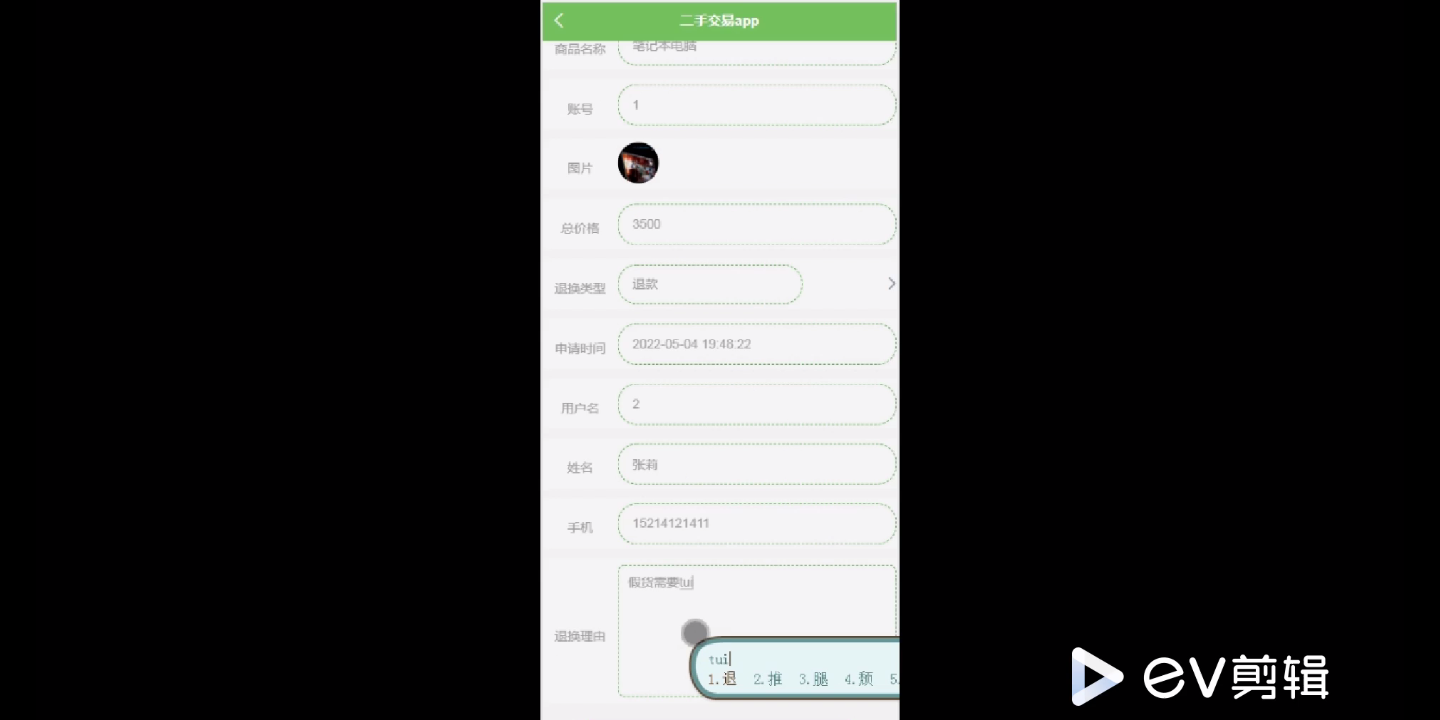 二手交易app
商品名称 笔记本电脑
账号 1
图片
总价格 3500
退换类型 退款
申请时间 2022-05-04 19:48:22
用户名 2
姓名 张莉
手机 15214121411
假货需要tui
退换理由
tui
1.退 2.推 3.腿 4.颓 5.
EV剪辑